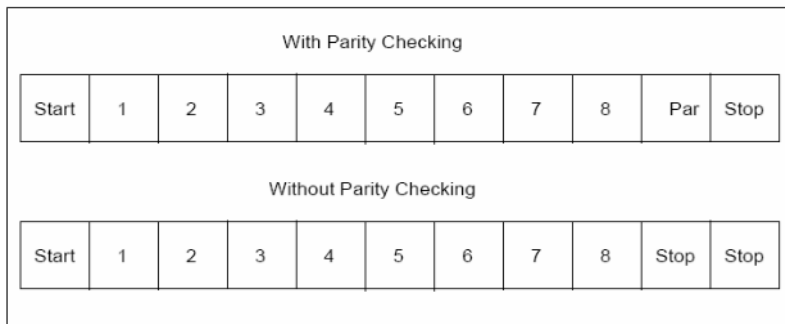 With Parity Checking
Start 1 2 3 4 5 6 7 8 Par Stop
Without Parity Checking
Start 1 2 3 4 5 6 7 8 Stop Stop